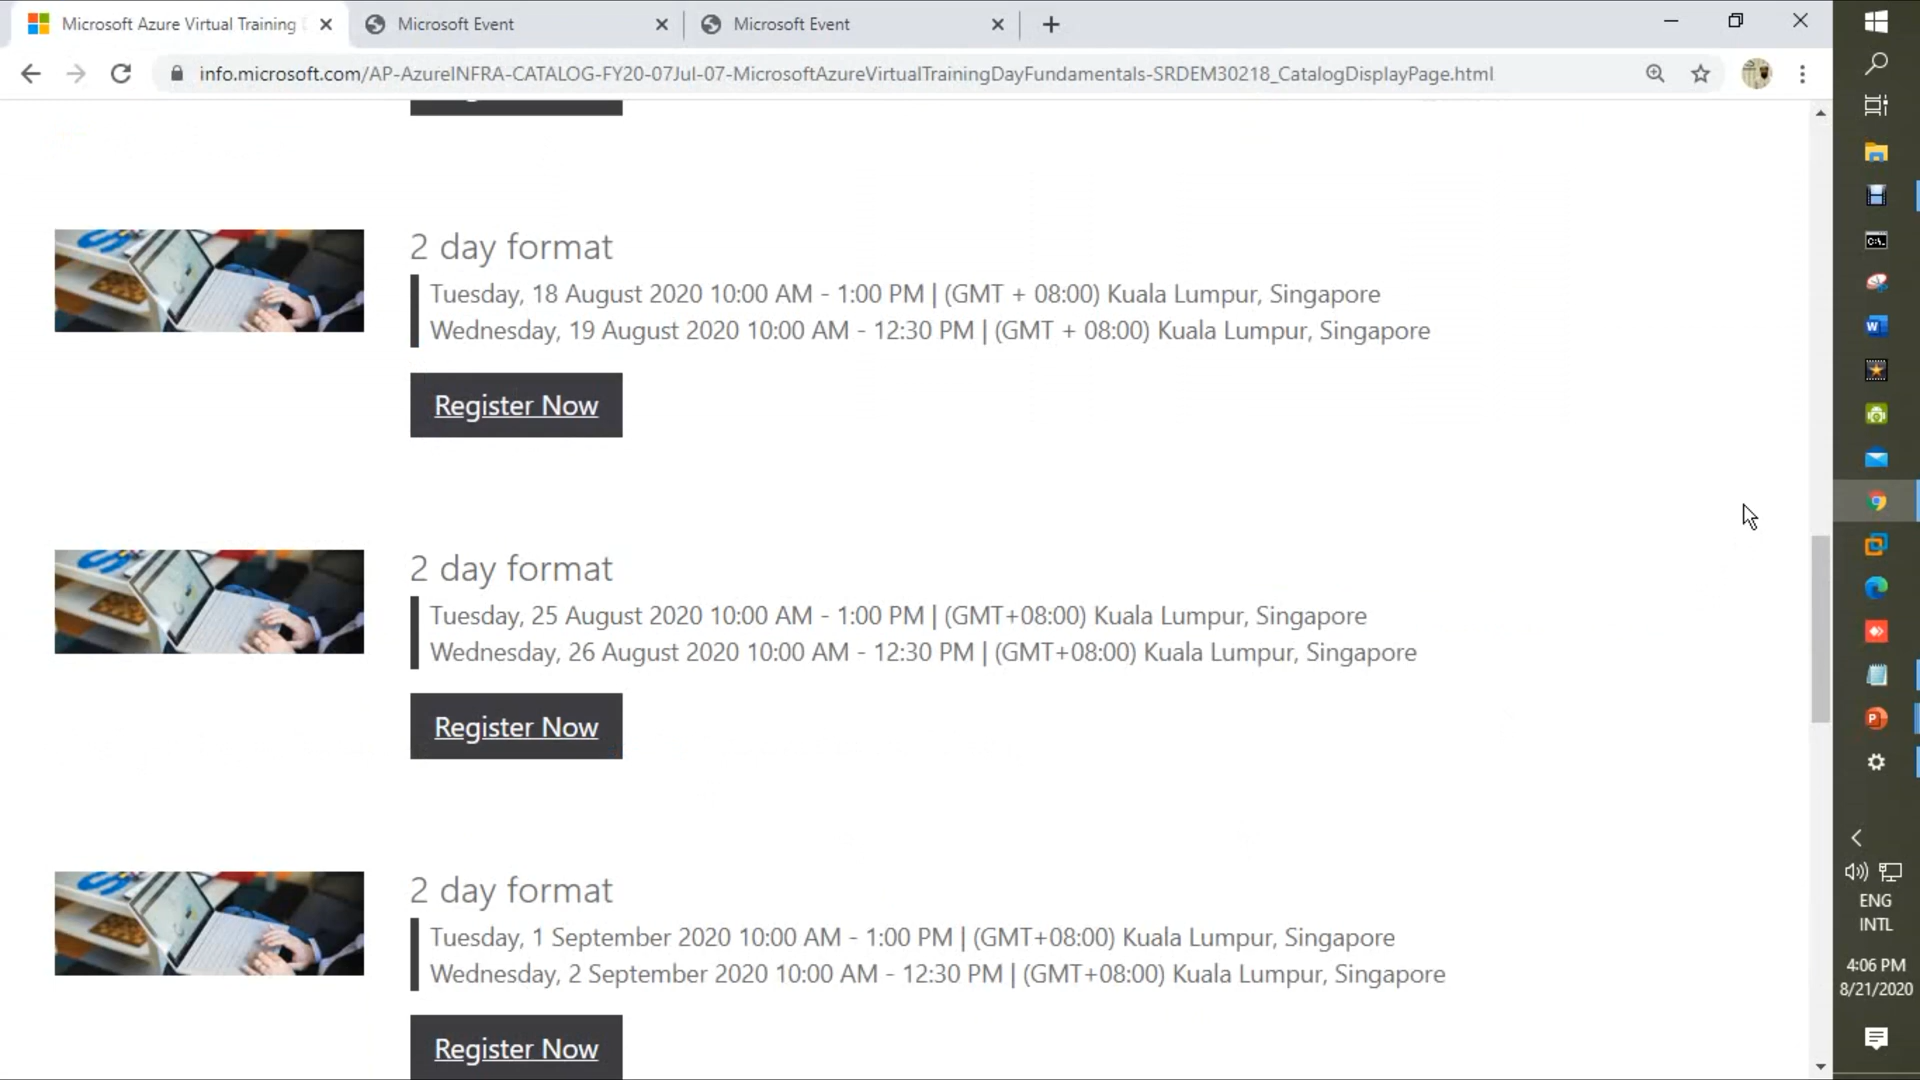 Microsoft Azure Virtual Training
Microsoft Event
Microsoft Event
info.microsoft.com/AP-AzureINFRA-CATALOG-FY20-07Jul-07-MicrosoftAzureVirtualTrainingDayFundamentals-SRDEM30218_CatalogDisplayPage.html
2 day format
Tuesday, 18 August 2020 10:00 AM - 1:00 PM | (GMT + 08:00) Kuala Lumpur, Singapore
Wednesday, 19 August 2020 10:00 AM - 12:30 PM | (GMT + 08:00) Kuala Lumpur, Singapore
Register Now
2 day format
Tuesday, 25 August 2020 10:00 AM - 1:00 PM | (GMT+08:00) Kuala Lumpur, Singapore
Wednesday, 26 August 2020 10:00 AM - 12:30 PM | (GMT+08:00) Kuala Lumpur, Singapore
Register Now
2 day format
Tuesday, 1 September 2020 10:00 AM - 1:00 PM | (GMT+08:00) Kuala Lumpur, Singapore
Wednesday, 2 September 2020 10:00 AM - 12:30 PM | (GMT+08:00) Kuala Lumpur, Singapore
Register Now
ENG
INTL
4:06 PM
8/21/2020